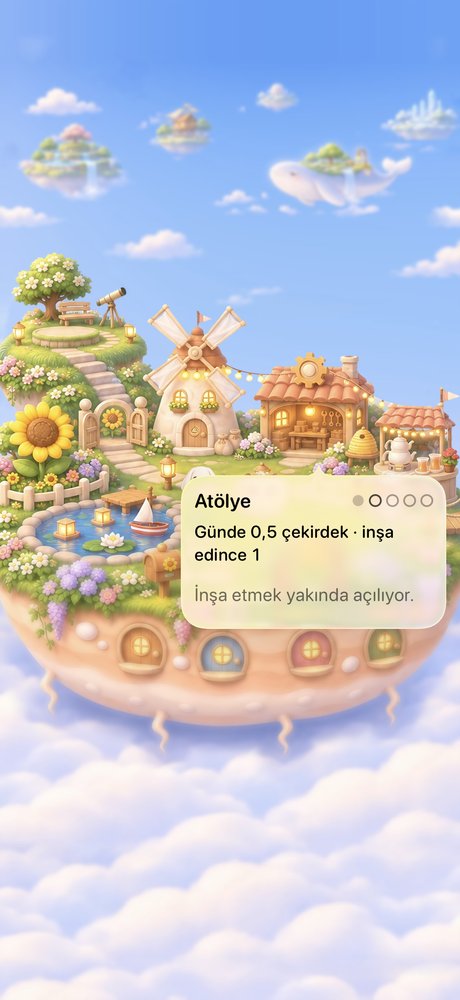 Atölye
Günde 0,5 çekirdek · inşa
edince 1
İnşa etmek yakında açılıyor.